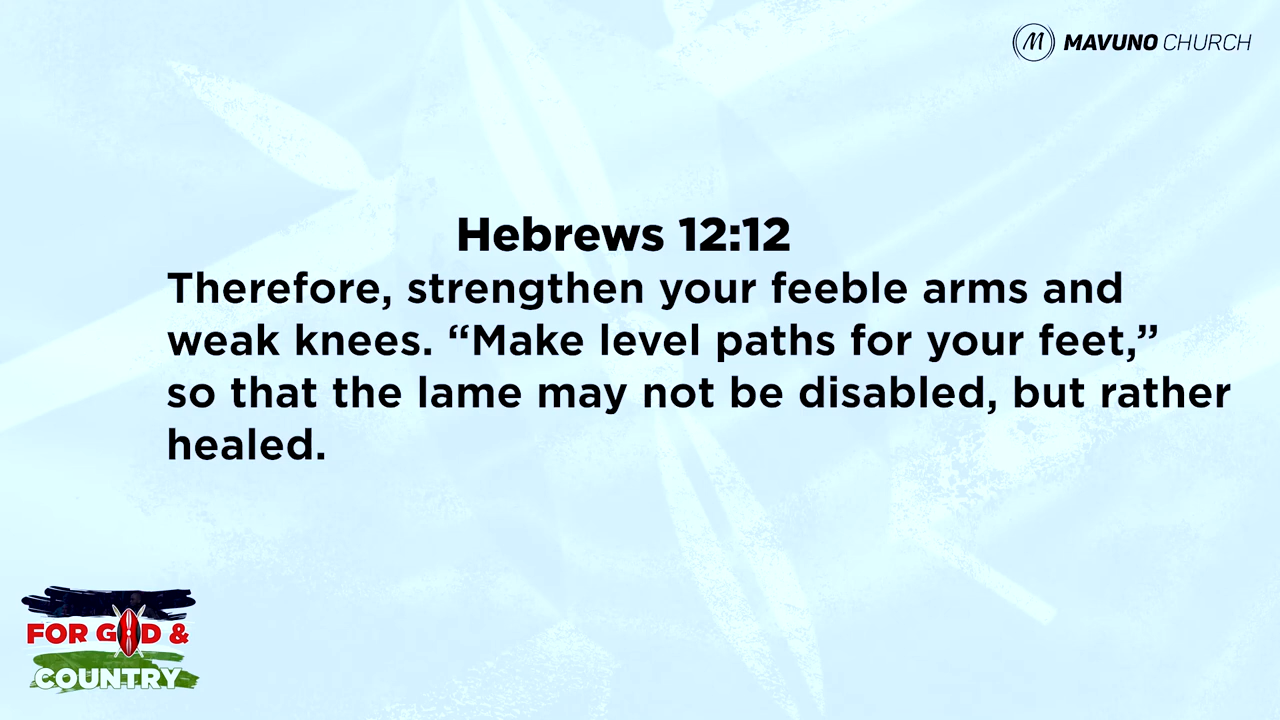 MAVUNO CHURCH
Hebrews 12:12
Therefore, strengthen your feeble arms and
weak knees. “Make level paths for your feet,”
so that the lame may not be disabled, but rather
healed.
FOR GOD &
COUNTRY